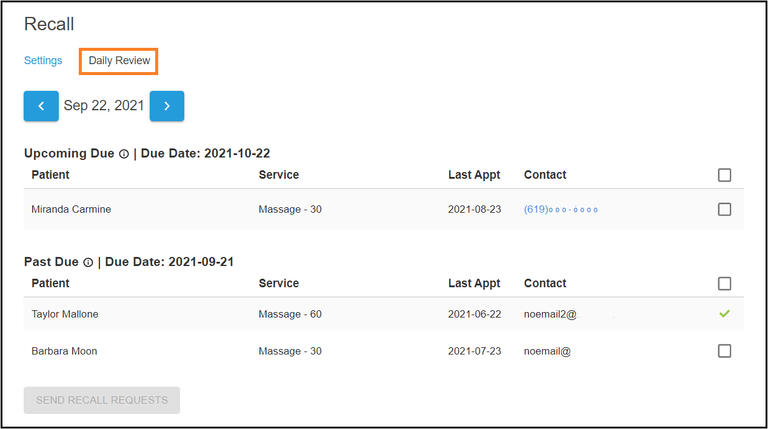 Recall
Settings Daily Review
Sep 22, 2021
Upcoming Due | Due Date: 2021-10-22
Patient Service Last Appt Contact
Miranda Carmine Massage - 30 2021-08-23 (619)000-0000
Past Due | Due Date: 2021-09-21
Patient Service Last Appt Contact
Taylor Mallone Massage - 60 2021-06-22 noemail2@
Barbara Moon Massage - 30 2021-07-23 noemail@
SEND RECALL REQUESTS